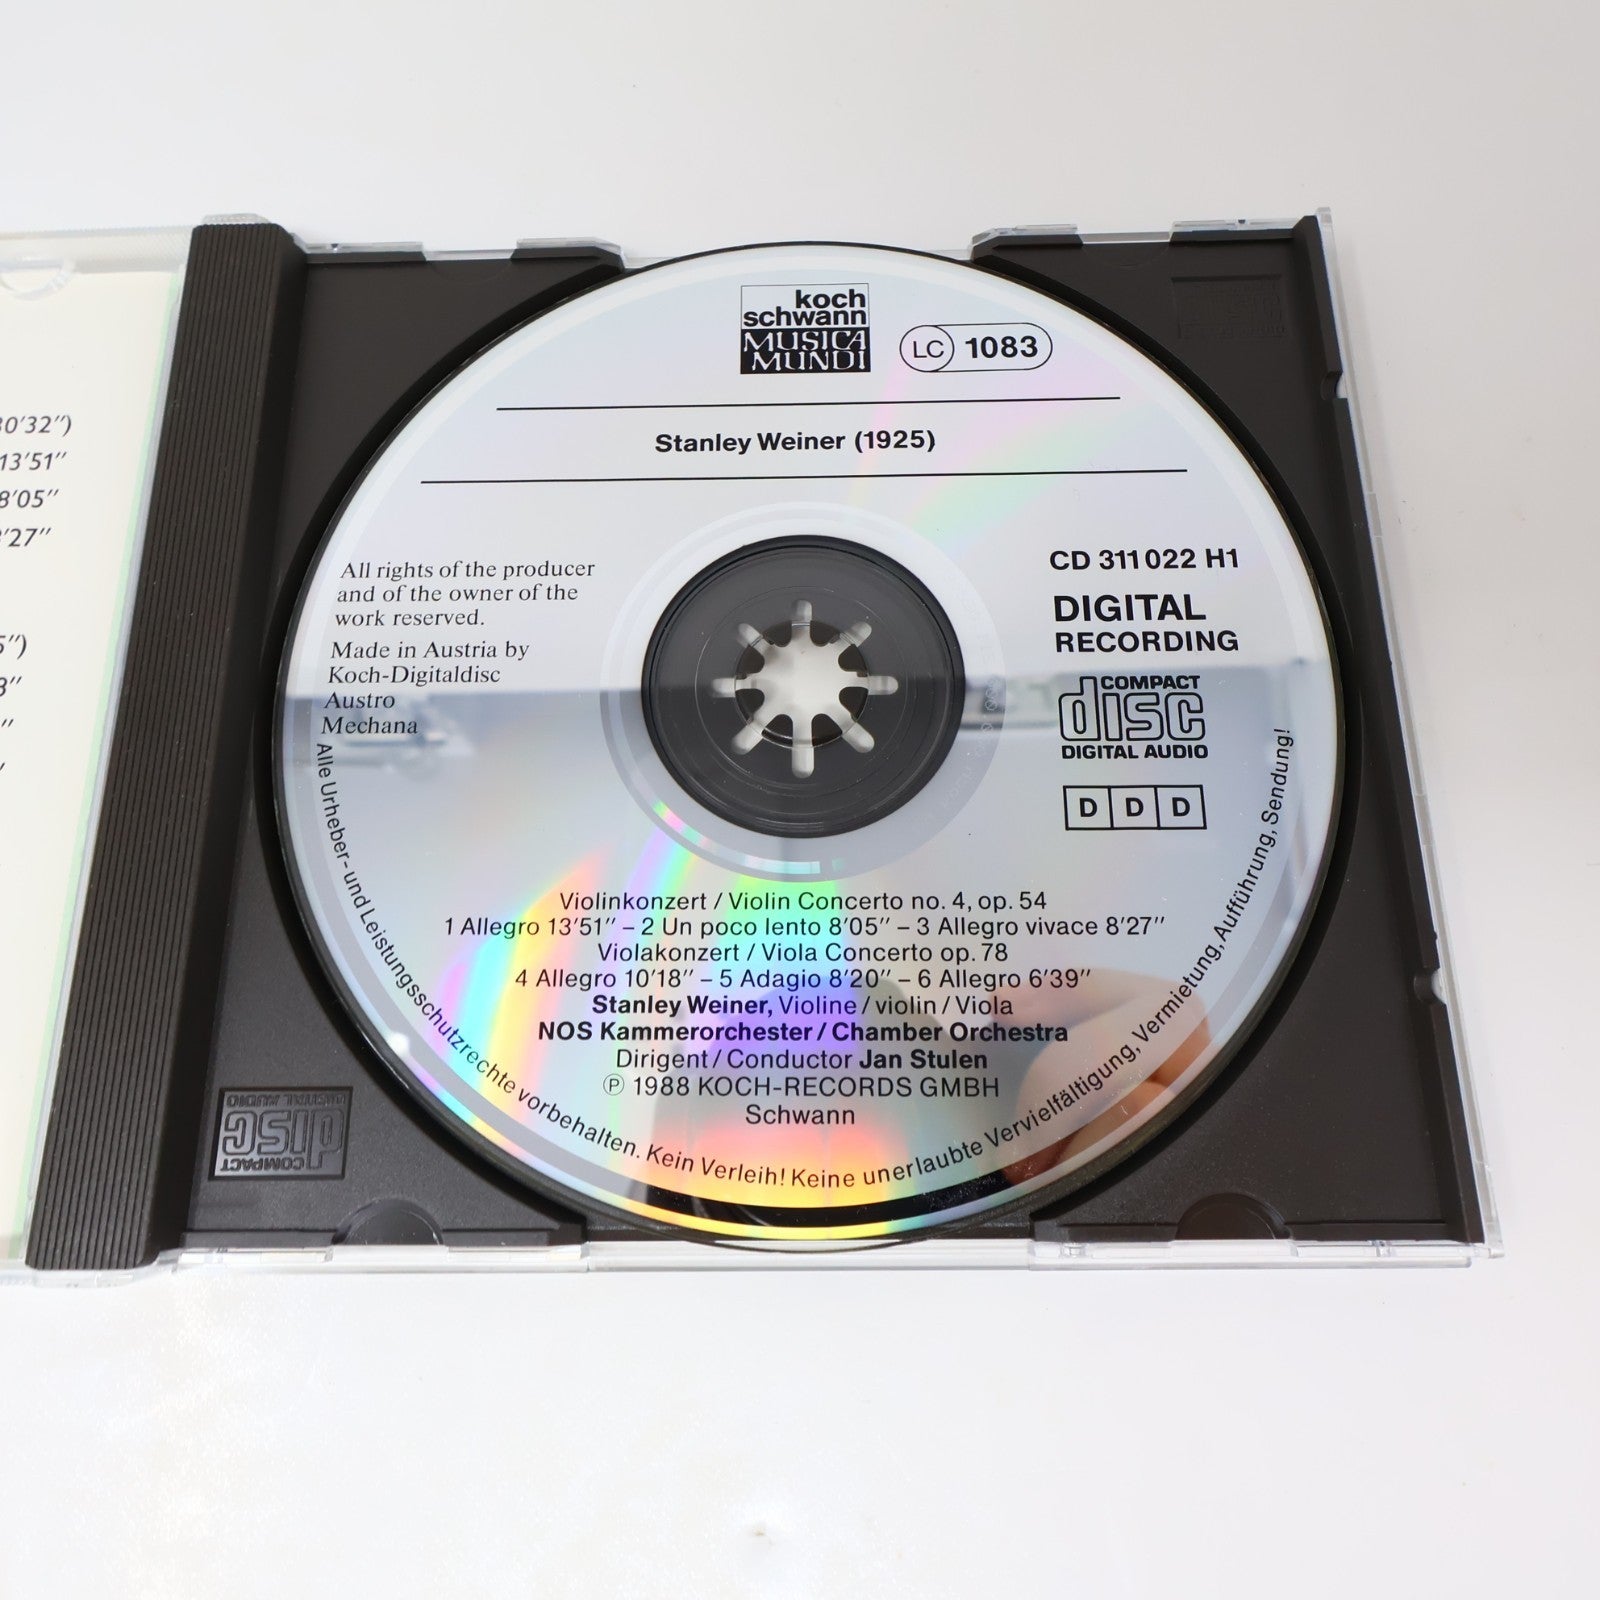 30'32")
13'51"
8'05"
'27"
5")
8"
koch
schwann
MUSICA
MUNDI
LC 1083
Stanley Weiner (1925)
All rights of the producer
and of the owner of the
work reserved.
Made in Austria by
Koch-Digitaldisc
Austro
Mechana
CD 311 022 H1
DIGITAL
RECORDING
COMPACT
disc
DIGITAL AUDIO
D D D
Violinkonzert / Violin Concerto no. 4, op. 54
1 Allegro 13'51" – 2 Un poco lento 8'05" – 3 Allegro vivace 8'27"
Violakonzert / Viola Concerto op. 78
4 Allegro 10'18" – 5 Adagio 8'20" – 6 Allegro 6'39"
Stanley Weiner, Violine / violin / Viola
NOS Kammerorchester / Chamber Orchestra
Dirigent / Conductor Jan Stulen
℗ 1988 KOCH-RECORDS GMBH
Schwann
Alle Urheber- und Leistungsschutzrechte vorbehalten. Kein Verleih! Keine unerlaubte Vervielfältigung, Vermietung, Aufführung, Sendung!
COMPACT
disc
DIGITAL AUDIO